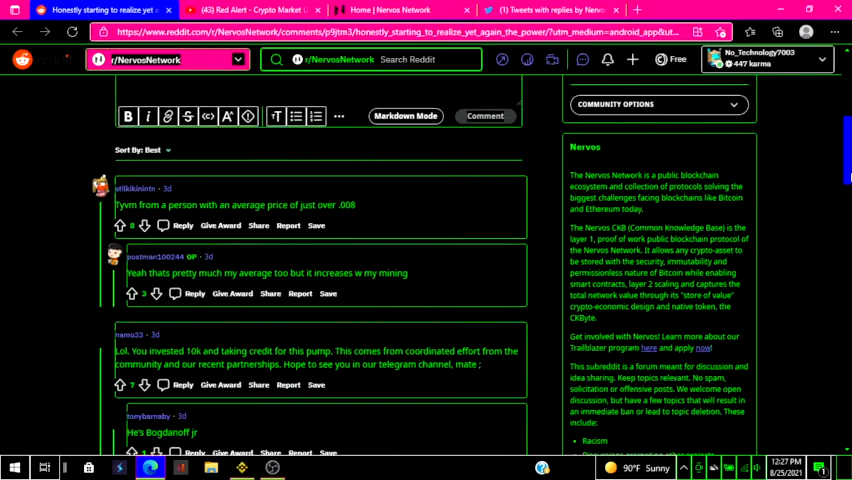 Honestly starting to realize yet a
(43) Red Alert - Crypto Market L
Home | Nervos Network
(1) Tweets with replies by Nervo
https://www.reddit.com/r/NervosNetwork/comments/p9jtm3/honestly_starting_to_realize_yet_again_the_power/?utm_medium=android_app&ut...
r/NervosNetwork
r/NervosNetwork Search Reddit
Free
No_Technology7003
447 karma
B i
Markdown Mode
Comment
Sort By: Best
stilkikinintn · 3d
Tyvm from a person with an average price of just over .008
8 Reply Give Award Share Report Save
postman100244 OP · 3d
Yeah thats pretty much my average too but it increases w my mining
3 Reply Give Award Share Report Save
namo33 · 3d
Lol. You invested 10k and taking credit for this pump. This comes from coordinated effort from the
community and our recent partnerships. Hope to see you in our telegram channel, mate ;
7 Reply Give Award Share Report Save
tonybarnaby · 3d
He's Bogdanoff jr
Reply Give Award Share Report Save
COMMUNITY OPTIONS
Nervos
The Nervos Network is a public blockchain
ecosystem and collection of protocols solving the
biggest challenges facing blockchains like Bitcoin
and Ethereum today.
The Nervos CKB (Common Knowledge Base) is the
layer 1, proof of work public blockchain protocol of
the Nervos Network. It allows any crypto-asset to
be stored with the security, immutability and
permissionless nature of Bitcoin while enabling
smart contracts, layer 2 scaling and captures the
total network value through its "store of value"
crypto-economic design and native token, the
CKByte.
Get involved with Nervos! Learn more about our
Trailblazer program here and apply now!
This subreddit is a forum meant for discussion and
idea sharing. Keep topics relevant. No spam,
solicitation or offensive posts. We welcome open
discussion, but have a few topics that will result in
an immediate ban or lead to topic deletion. These
include:
Racism
90°F Sunny
12:27 PM
8/25/2021